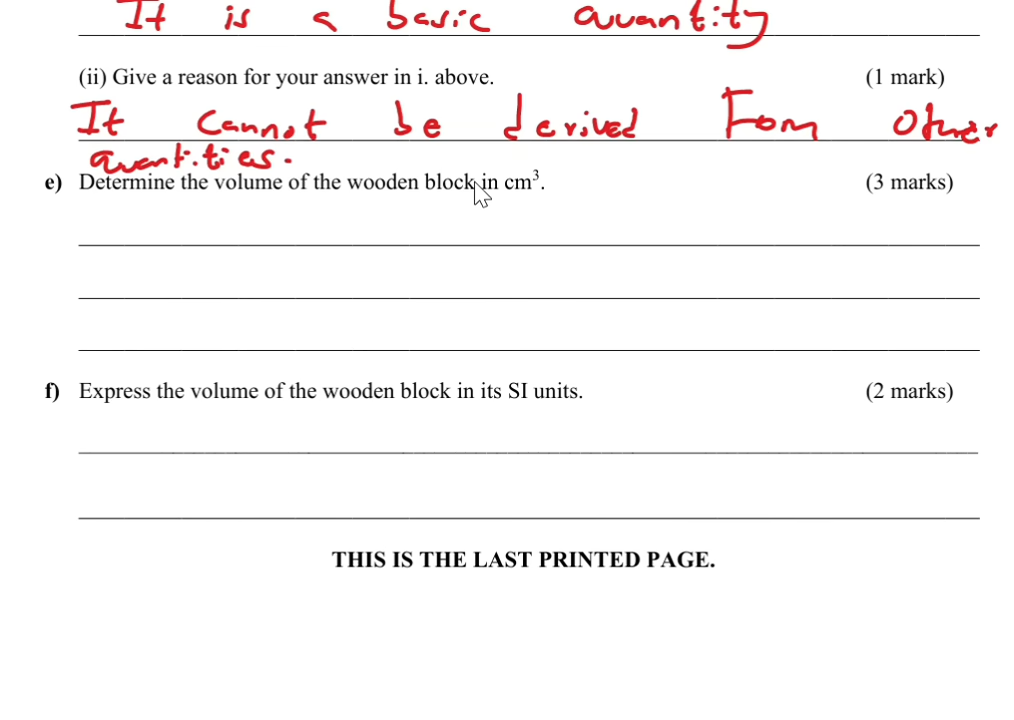 It is a basic quantity
(ii) Give a reason for your answer in i. above. (1 mark)
It cannot be derived From other
quantities.
e) Determine the volume of the wooden block in cm³. (3 marks)
f) Express the volume of the wooden block in its SI units. (2 marks)
THIS IS THE LAST PRINTED PAGE.